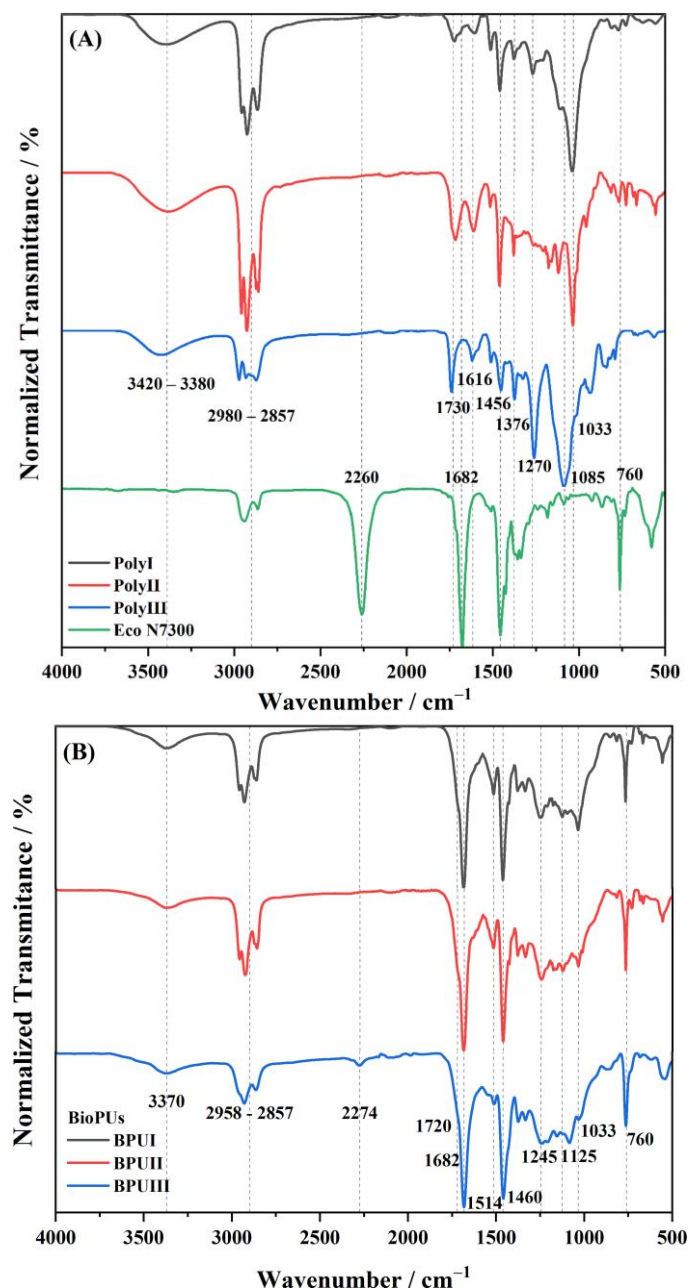 (A)
Normalized Transmittance / %
3420 – 3380
2980 – 2857
2260
1730
1682
1616
1456
1376
1270
1085
1033
760
PolyI
PolyII
PolyIII
Eco N7300
4000 3500 3000 2500 2000 1500 1000 500
Wavenumber / cm⁻¹
(B)
Normalized Transmitance / %
3370
2958 - 2857
2274
1720
1682
1514
1460
1245
1125
1033
760
BioPUs
BPUI
BPUII
BPUIII
4000 3500 3000 2500 2000 1500 1000 500
Wavenumber / cm⁻¹